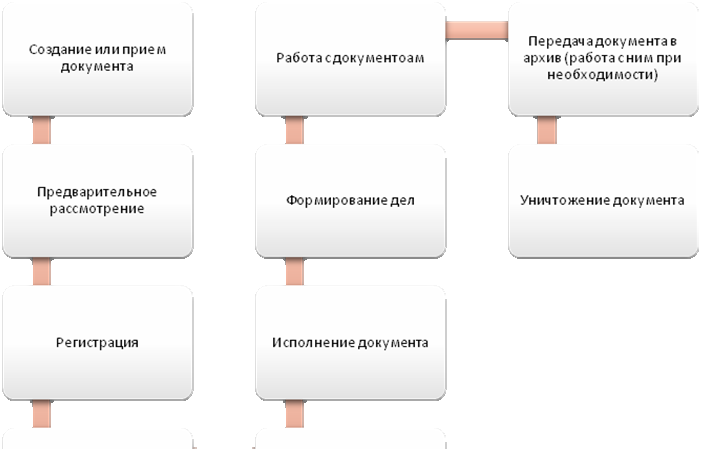 Создание или прием
документа
Предварительное
рассмотрение
Регистрация
Работа с документоам
Формирование дел
Исполнение документа
Передача документа в
архив (работа с ним при
необходимости)
Уничтожение документа